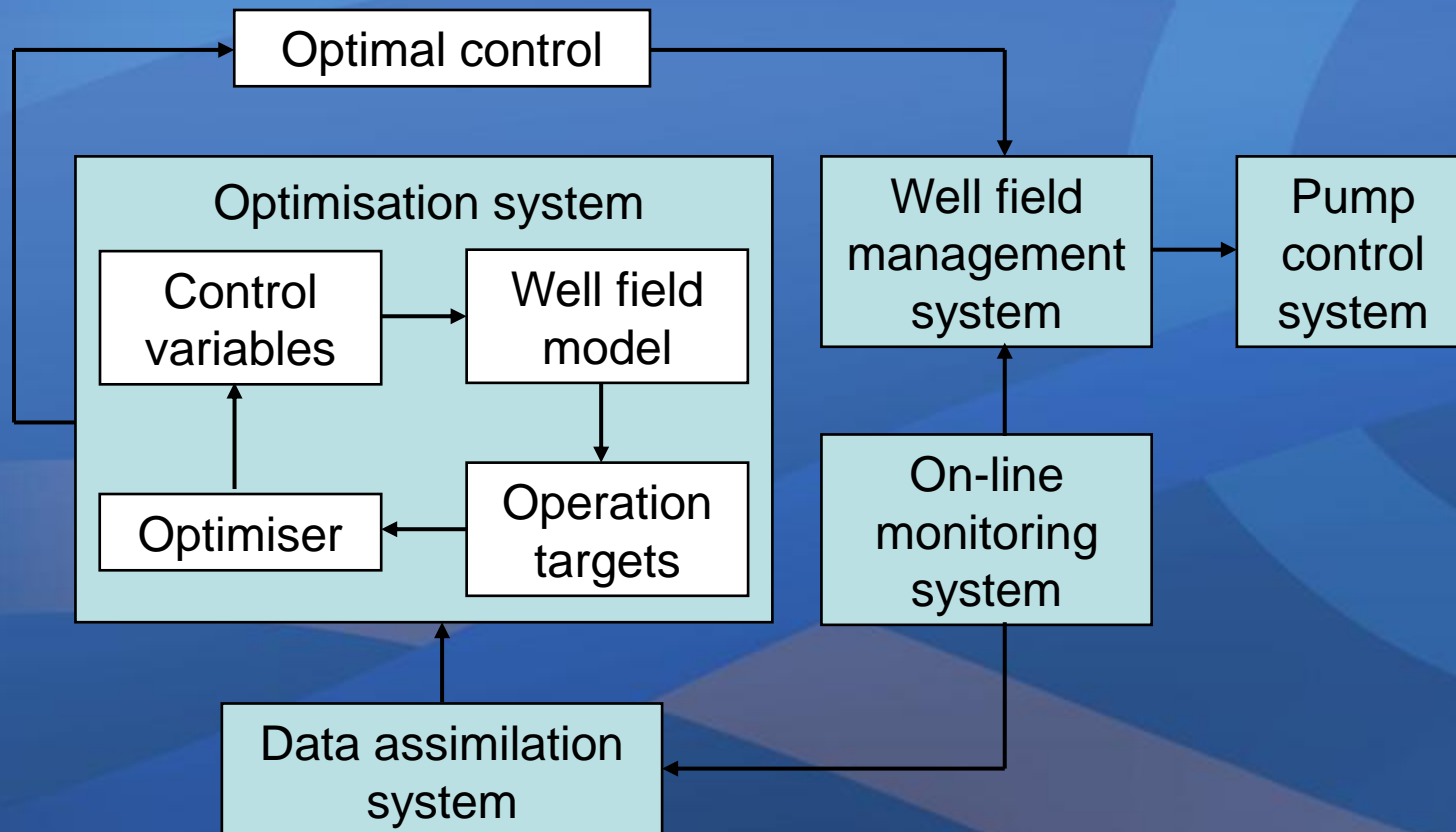 Optimal control
Optimisation system
Control
variables
Well field
model
Optimiser
Operation
targets
Well field
management
system
Pump
control
system
On-line
monitoring
system
Data assimilation
system